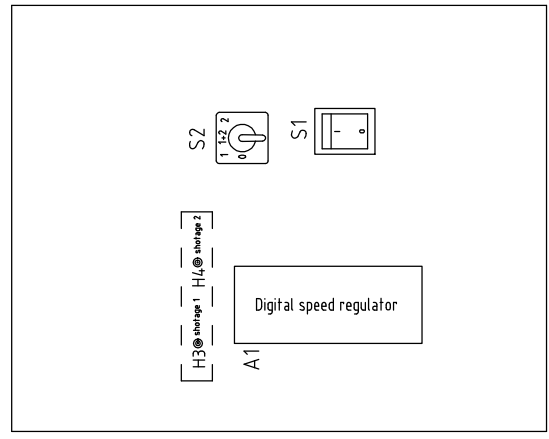 S2
1 1+2 2
0
S1
I
0
H3 shotage 1 H4 shotage 2
Digital speed regulator
A1